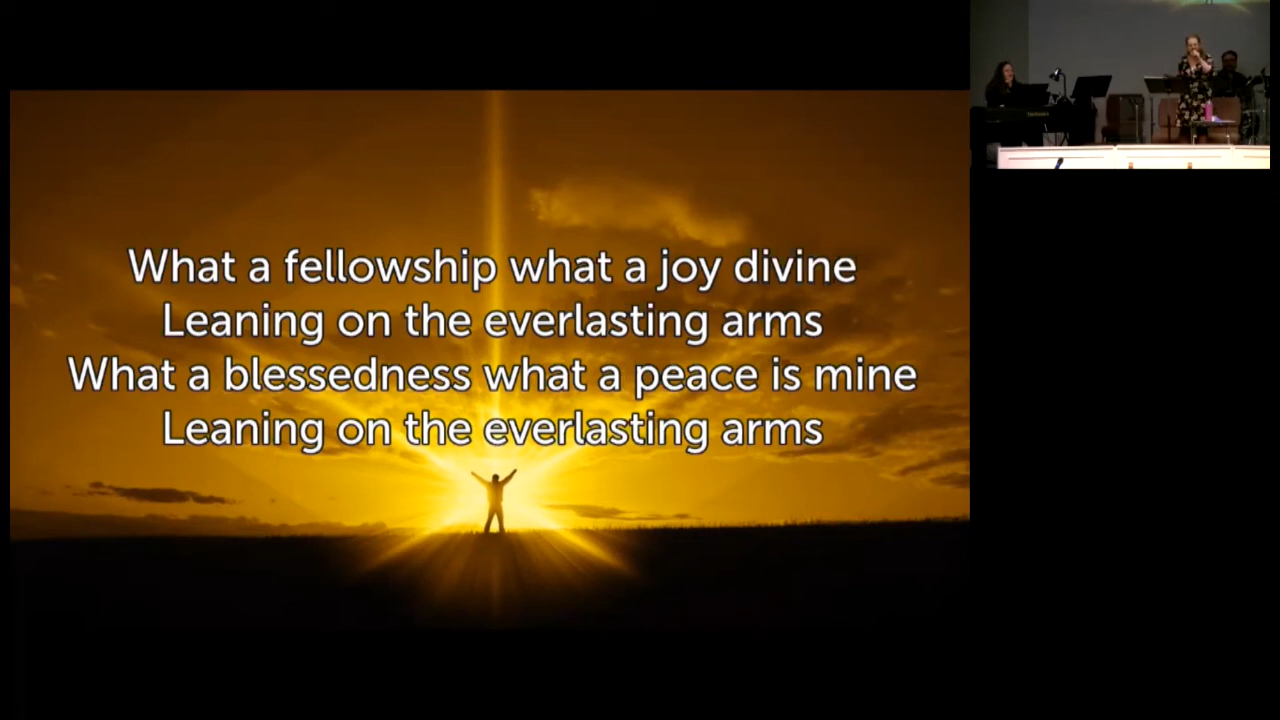 What a fellowship what a joy divine
Leaning on the everlasting arms
What a blessedness what a peace is mine
Leaning on the everlasting arms